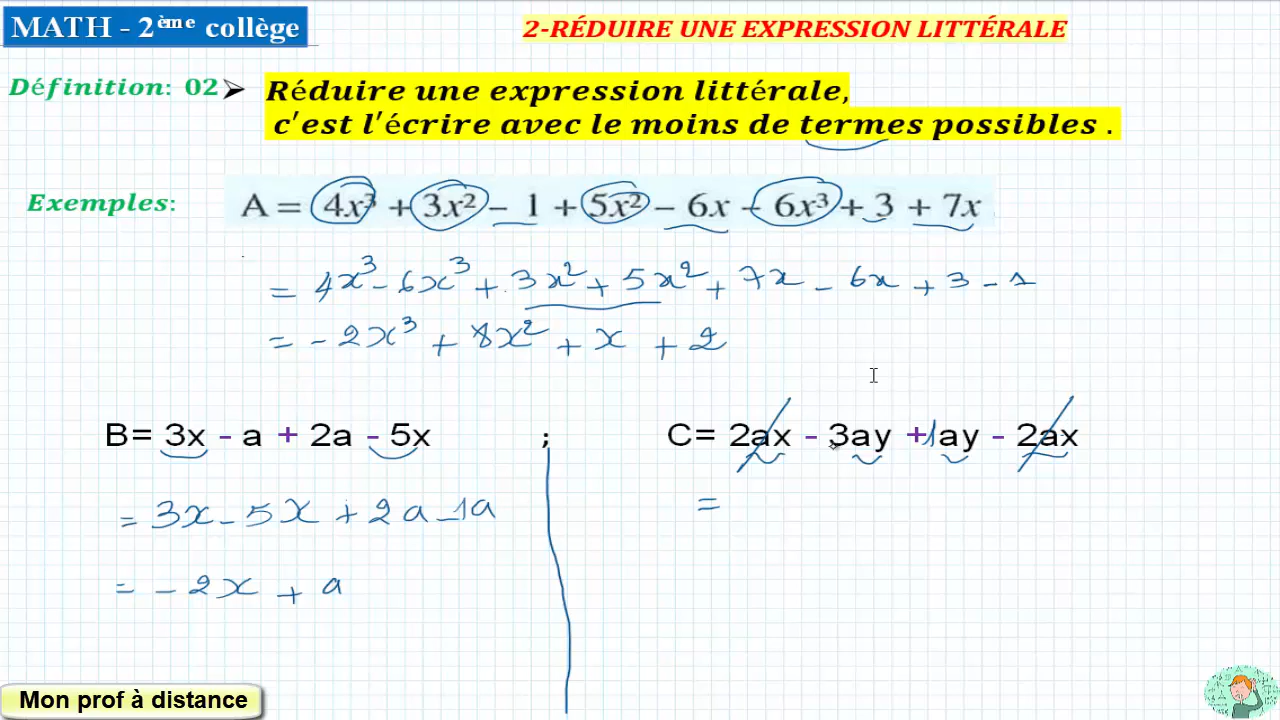 MATH - 2ème collège
2-RÉDUIRE UNE EXPRESSION LITTÉRALE
Définition: 02 ➢ Réduire une expression littérale,
c'est l'écrire avec le moins de termes possibles .
Exemples: A = 4x³ + 3x² - 1 + 5x² - 6x - 6x³ + 3 + 7x
= 4x³ - 6x³ + 3x² + 5x² + 7x - 6x + 3 - 1
= - 2x³ + 8x² + x + 2
B= 3x - a + 2a - 5x ; C= 2ax - 3ay + 1ay - 2ax
= 3x - 5x + 2a - 1a =
= - 2x + a
Mon prof à distance